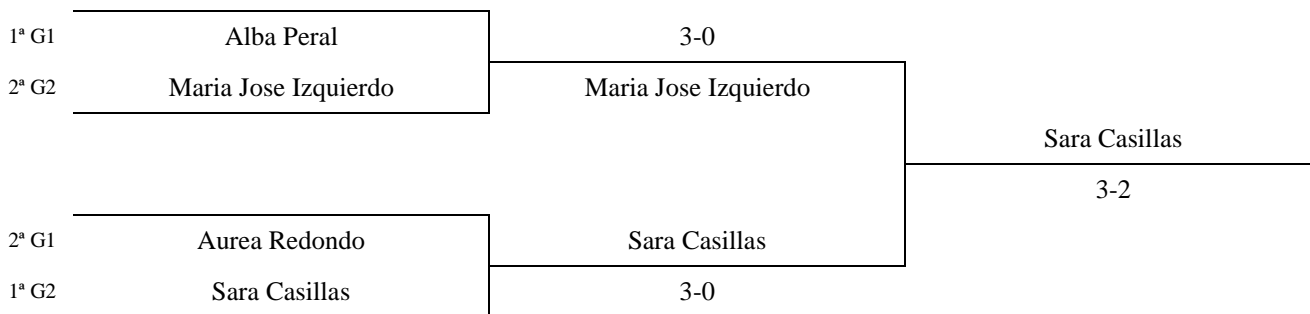 1ª G1 Alba Peral 3-0
2ª G2 Maria Jose Izquierdo Maria Jose Izquierdo
Sara Casillas
3-2
2ª G1 Aurea Redondo Sara Casillas
1ª G2 Sara Casillas 3-0